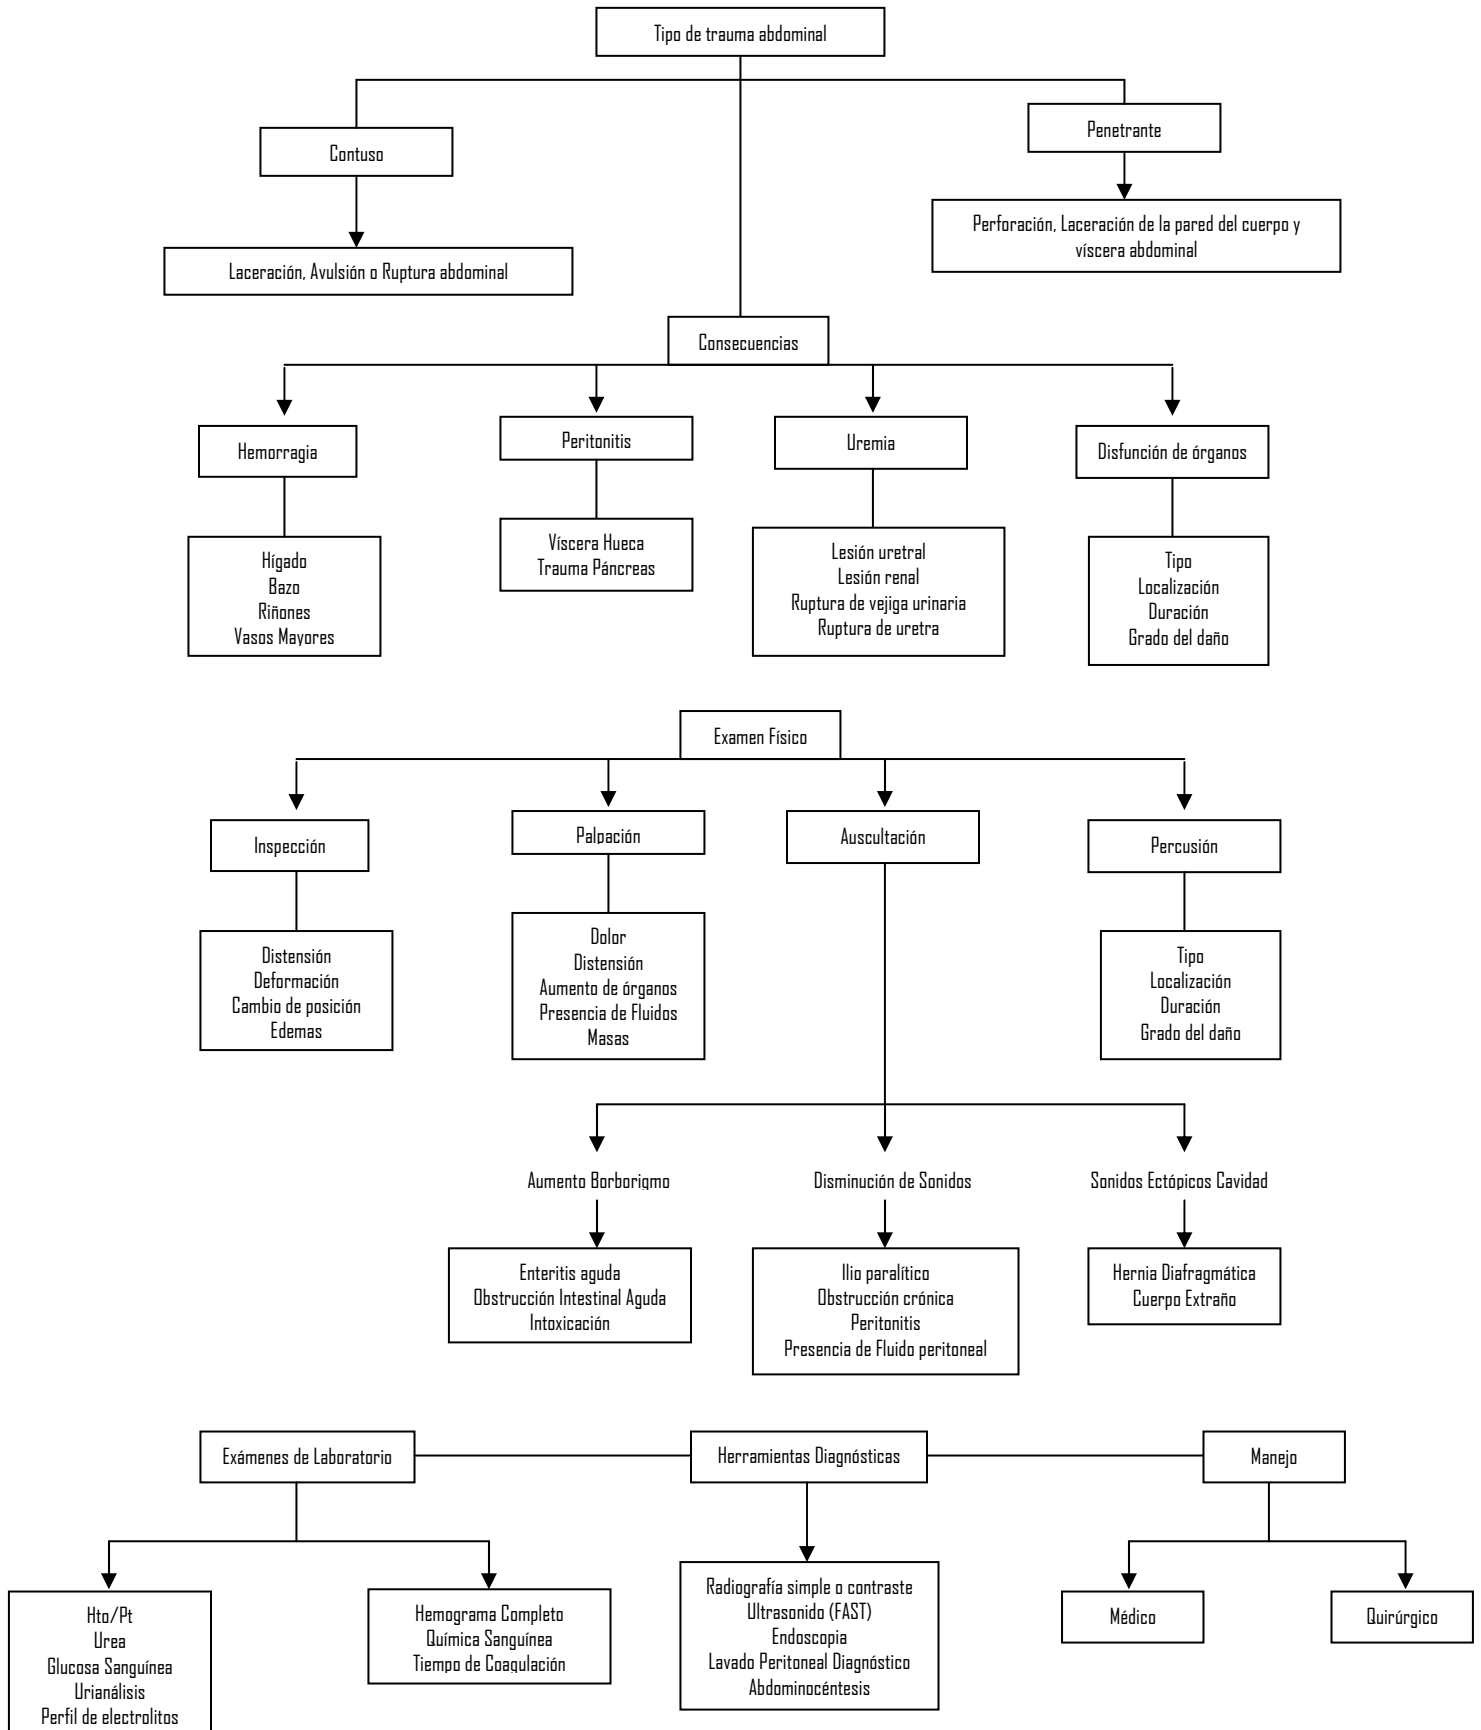 Tipo de trauma abdominal
Contuso
Penetrante
Laceración, Avulsión o Ruptura abdominal
Perforación, Laceración de la pared del cuerpo y
víscera abdominal
Consecuencias
Hemorragia
Peritonitis
Uremia
Disfunción de órganos
Hígado
Bazo
Riñones
Vasos Mayores
Víscera Hueca
Trauma Páncreas
Lesión uretral
Lesión renal
Ruptura de vejiga urinaria
Ruptura de uretra
Tipo
Localización
Duración
Grado del daño
Examen Físico
Inspección
Palpación
Auscultación
Percusión
Distensión
Deformación
Cambio de posición
Edemas
Dolor
Distensión
Aumento de órganos
Presencia de Fluidos
Masas
Tipo
Localización
Duración
Grado del daño
Aumento Borborigmo
Disminución de Sonidos
Sonidos Ectópicos Cavidad
Enteritis aguda
Obstrucción Intestinal Aguda
Intoxicación
Ilio paralítico
Obstrucción crónica
Peritonitis
Presencia de Fluido peritoneal
Hernia Diafragmática
Cuerpo Extraño
Exámenes de Laboratorio
Herramientas Diagnósticas
Manejo
Hto/Pt
Urea
Glucosa Sanguínea
Urianálisis
Perfil de electrolitos
Hemograma Completo
Química Sanguínea
Tiempo de Coagulación
Radiografía simple o contraste
Ultrasonido (FAST)
Endoscopia
Lavado Peritoneal Diagnóstico
Abdominocéntesis
Médico
Quirúrgico